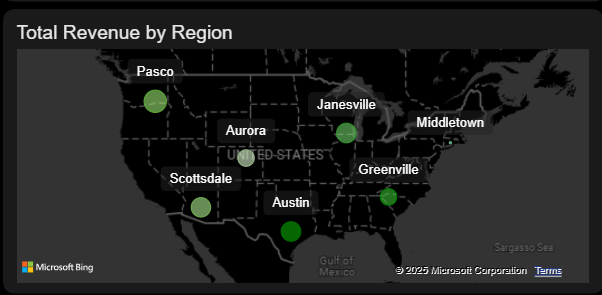 Total Revenue by Region
Pasco
Janesville
Middletown
Aurora
UNITED STATES
Greenville
Scottsdale
Austin
Sargasso Sea
Gulf of
Mexico
Microsoft Bing
© 2025 Microsoft Corporation Terms